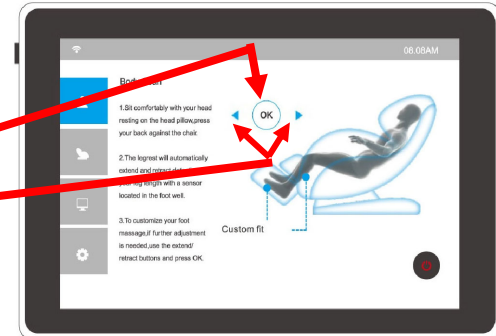 08.08AM
OK
1.Sit comfortably with your head
resting on the head pillow,press
your back against the chair.
2.The legrest will automatically
extend and retract
leg length with a sensor
located in the foot well.
3.To customize your foot
massage,if further adjustment
is needed,use the extend/
retract buttons and press OK.
Custom fit